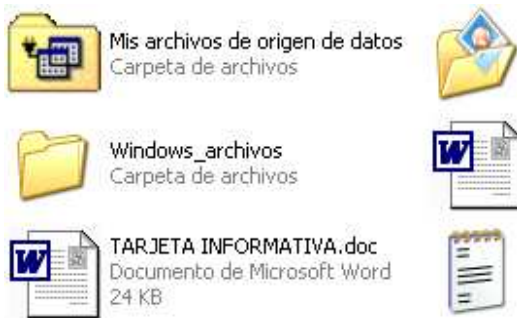 Mis archivos de origen de datos
Carpeta de archivos
Windows_archivos
Carpeta de archivos
TARJETA INFORMATIVA.doc
Documento de Microsoft Word
24 KB